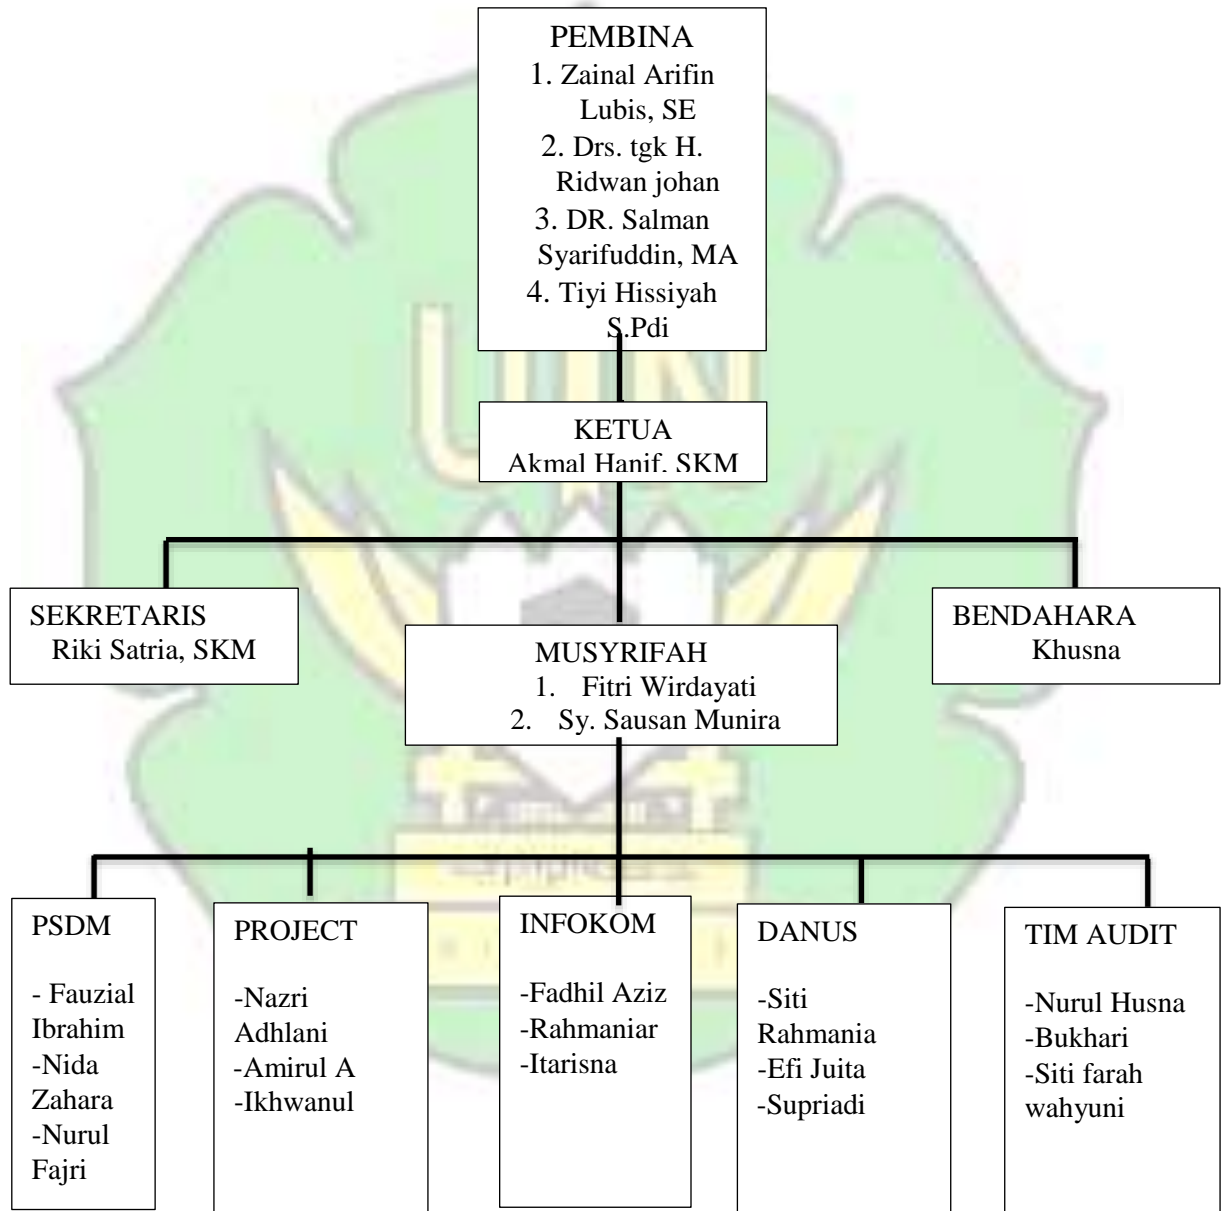 PEMBINA
1. Zainal Arifin
Lubis, SE
2. Drs. tgk H.
Ridwan johan
3. DR. Salman
Syarifuddin, MA
4. Tiyi Hissiyah
S.Pdi
UIN
KETUA
Akmal Hanif, SKM
SEKRETARIS
Riki Satria, SKM
MUSYRIFAH
1. Fitri Wirdayati
2. Sy. Sausan Munira
BENDAHARA
Khusna
PSDM
- Fauzial
Ibrahim
-Nida
Zahara
-Nurul
Fajri
PROJECT
-Nazri
Adhlani
-Amirul A
-Ikhwanul
INFOKOM
-Fadhil Aziz
-Rahmaniar
-Itarisna
DANUS
-Siti
Rahmania
-Efi Juita
-Supriadi
TIM AUDIT
-Nurul Husna
-Bukhari
-Siti farah
wahyuni